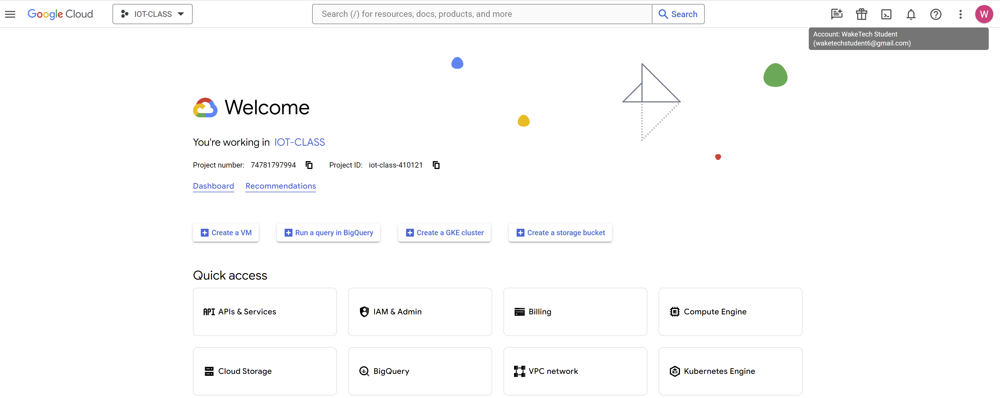 Google Cloud
IOT-CLASS
Search (/) for resources, docs, products, and more
Search
W
Account: WakeTech Student
(waketechstudent6@gmail.com)
Welcome
You're working in IOT-CLASS
Project number: 74781797994 Project ID: iot-class-410121
Dashboard Recommendations
Create a VM
Run a query in BigQuery
Create a GKE cluster
Create a storage bucket
Quick access
API APIs & Services
IAM & Admin
Billing
Compute Engine
Cloud Storage
BigQuery
VPC network
Kubernetes Engine